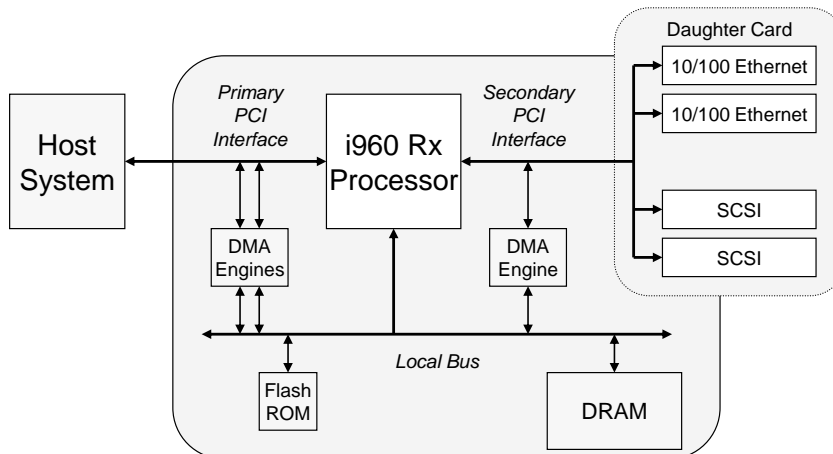 Daughter Card
10/100 Ethernet
10/100 Ethernet
SCSI
SCSI
Primary
PCI
Interface
Secondary
PCI
Interface
Host
System
i960 Rx
Processor
DMA
Engines
DMA
Engine
Local Bus
Flash
ROM
DRAM